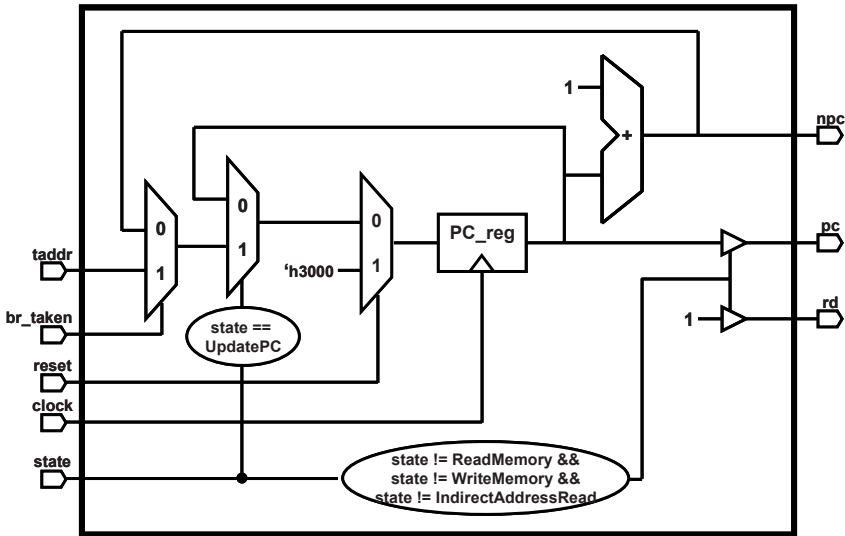 1
+
npc
0
1
0
1
0
1
'h3000
PC_reg
taddr
pc
br_taken
state ==
UpdatePC
1
rd
reset
clock
state
state != ReadMemory &&
state != WriteMemory &&
state != IndirectAddressRead